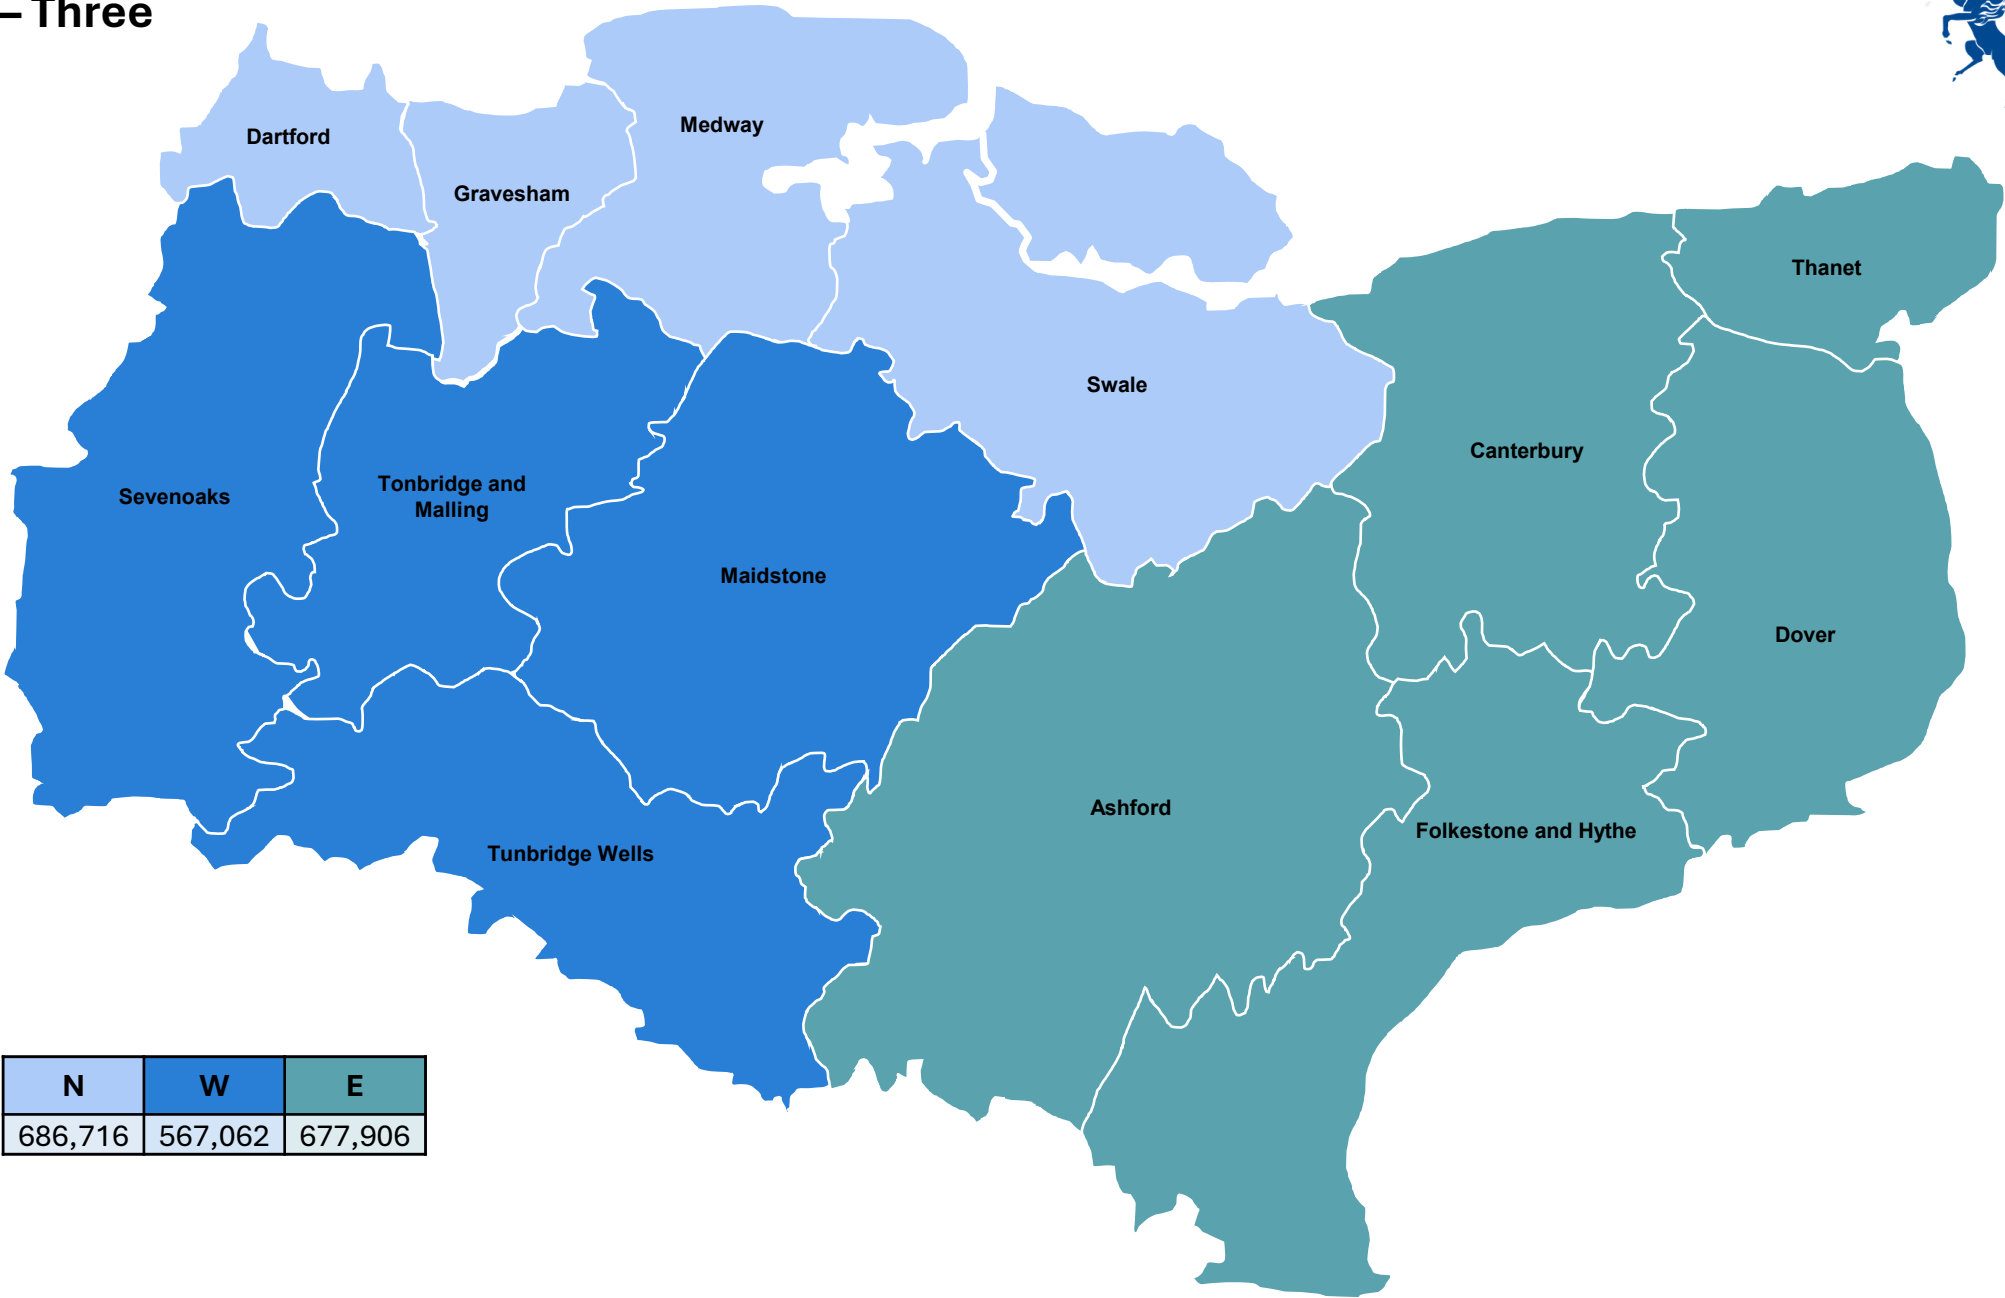 – Three
Medway
Dartford
Gravesham
Thanet
Swale
Canterbury
Sevenoaks
Tonbridge and
Malling
Maidstone
Dover
Ashford
Folkestone and Hythe
Tunbridge Wells
N W E
686,716 567,062 677,906